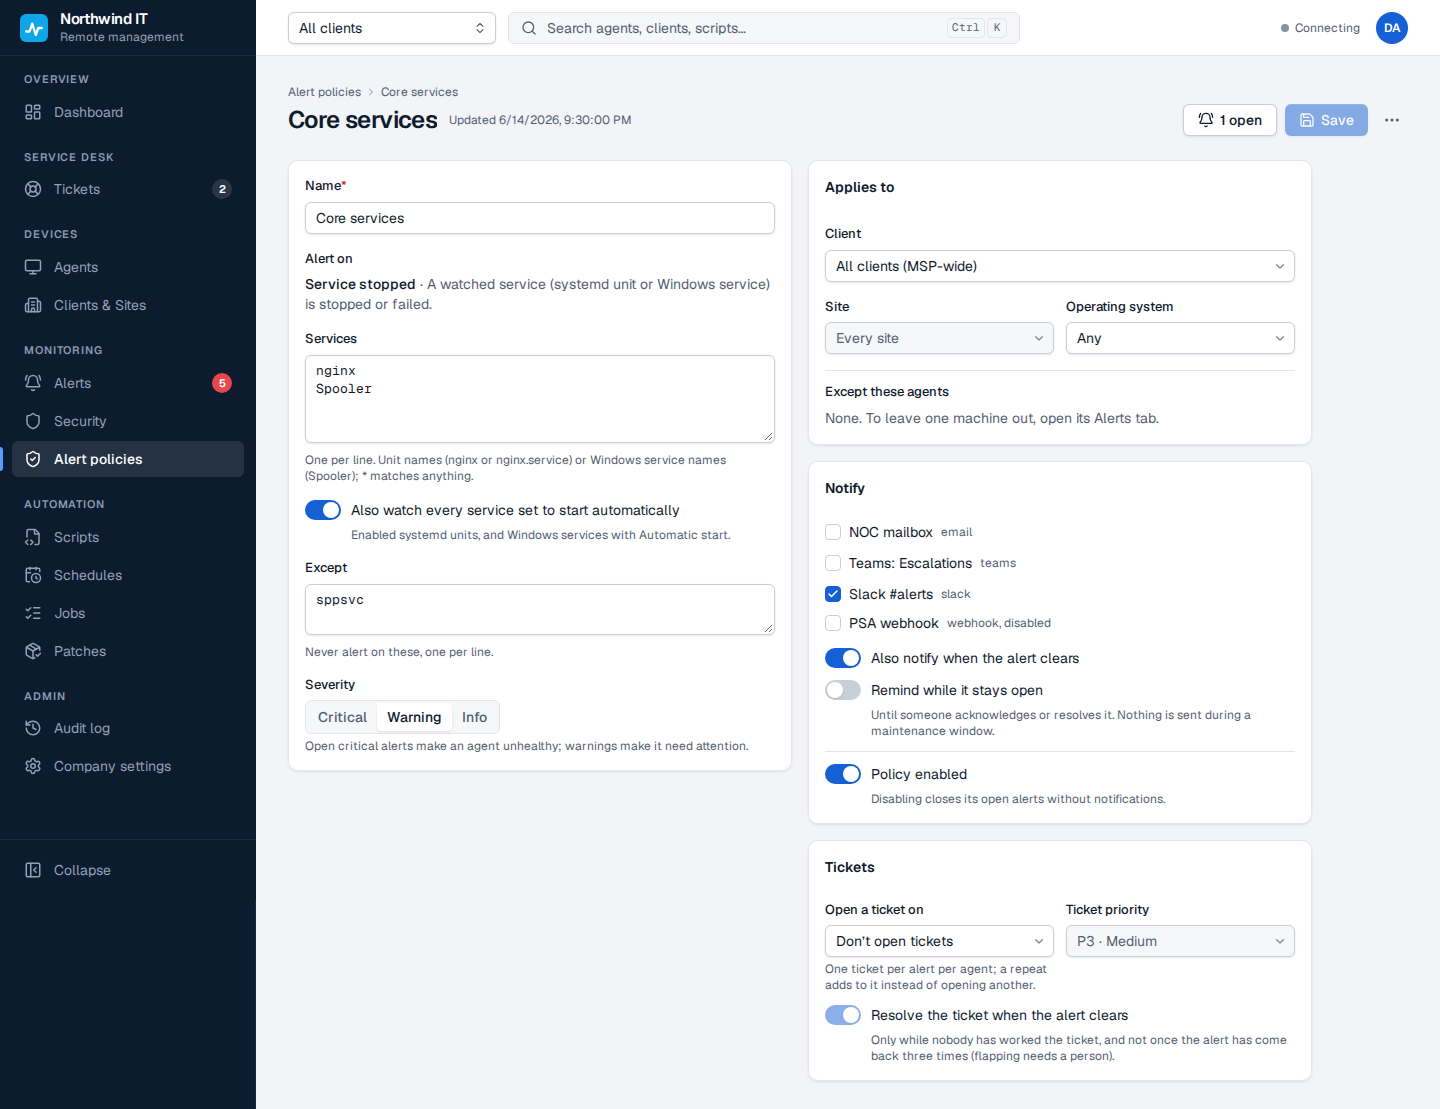 Northwind IT
Remote management
OVERVIEW
Dashboard
SERVICE DESK
Tickets
2
DEVICES
Agents
Clients & Sites
MONITORING
Alerts
5
Security
Alert policies
AUTOMATION
Scripts
Schedules
Jobs
Patches
ADMIN
Audit log
Company settings
Collapse
All clients
Search agents, clients, scripts...
Ctrl K
Connecting
DA
Alert policies > Core services
Core services
Updated 6/14/2026, 9:30:00 PM
1 open
Save
Name*
Core services
Alert on
Service stopped · A watched service (systemd unit or Windows service)
is stopped or failed.
Services
nginx
Spooler
One per line. Unit names (nginx or nginx.service) or Windows service names
(Spooler); * matches anything.
Also watch every service set to start automatically
Enabled systemd units, and Windows services with Automatic start.
Except
sppsvc
Never alert on these, one per line.
Severity
Critical Warning Info
Open critical alerts make an agent unhealthy; warnings make it need attention.
Applies to
Client
All clients (MSP-wide)
Site
Operating system
Every site
Any
Except these agents
None. To leave one machine out, open its Alerts tab.
Notify
NOC mailbox email
Teams: Escalations teams
Slack #alerts slack
PSA webhook webhook, disabled
Also notify when the alert clears
Remind while it stays open
Until someone acknowledges or resolves it. Nothing is sent during a
maintenance window.
Policy enabled
Disabling closes its open alerts without notifications.
Tickets
Open a ticket on
Ticket priority
Don't open tickets
P3 · Medium
One ticket per alert per agent; a repeat
adds to it instead of opening another.
Resolve the ticket when the alert clears
Only while nobody has worked the ticket, and not once the alert has come
back three times (flapping needs a person).